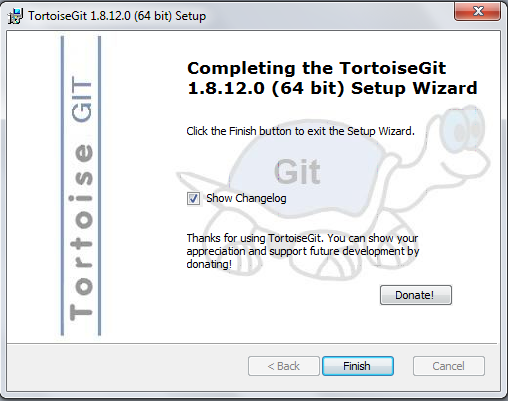 TortoiseGit 1.8.12.0 (64 bit) Setup
Tortoise GIT
Completing the TortoiseGit
1.8.12.0 (64 bit) Setup Wizard
Click the Finish button to exit the Setup Wizard.
Git
Show Changelog
Thanks for using TortoiseGit. You can show your
appreciation and support future development by
donating!
Donate!
< Back
Finish
Cancel